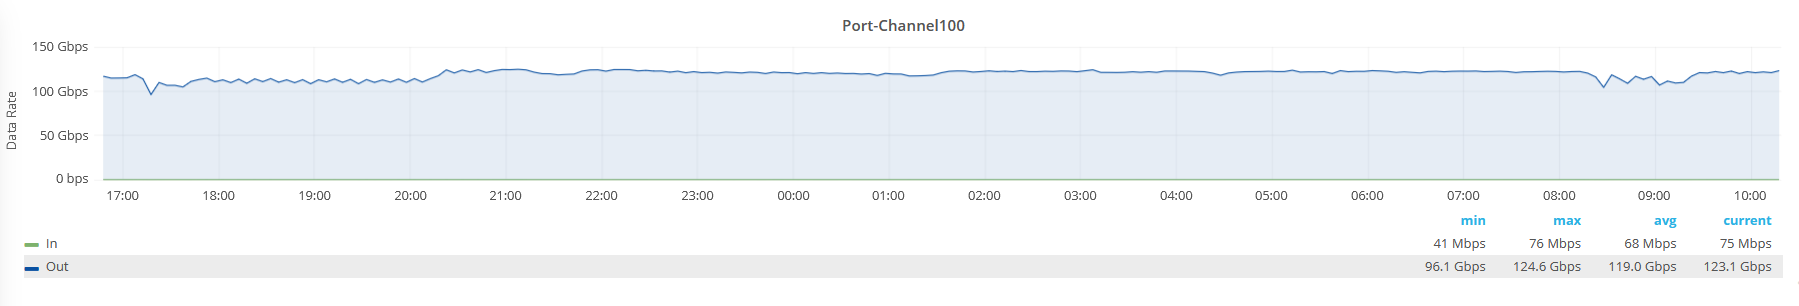 Port-Channel100
Data Rate
150 Gbps
100 Gbps
50 Gbps
0 bps
17:00 18:00 19:00 20:00 21:00 22:00 23:00 00:00 01:00 02:00 03:00 04:00 05:00 06:00 07:00 08:00 09:00 10:00
min max avg current
In 41 Mbps 76 Mbps 68 Mbps 75 Mbps
Out 96.1 Gbps 124.6 Gbps 119.0 Gbps 123.1 Gbps